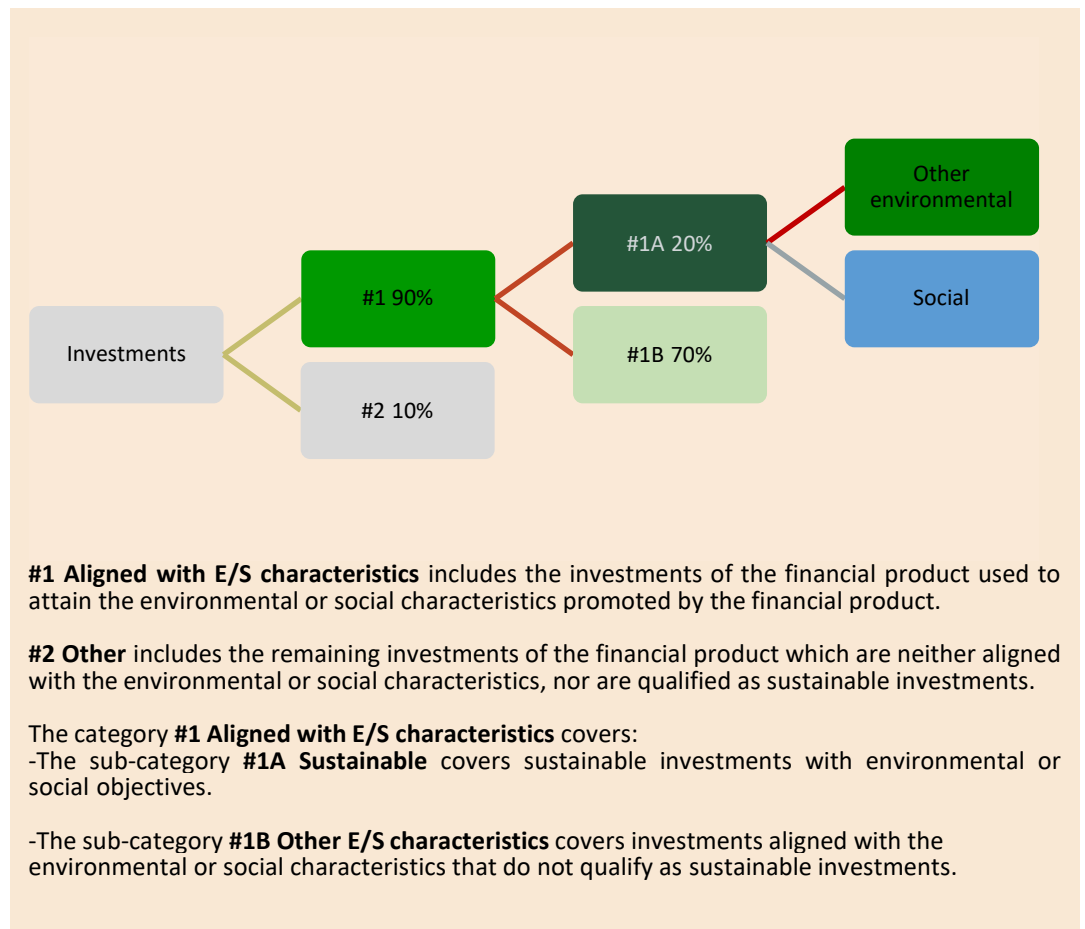 Other
environmental
#1A 20%
#1 90%
Social
Investments
#1B 70%
#2 10%
#1 Aligned with E/S characteristics includes the investments of the financial product used to
attain the environmental or social characteristics promoted by the financial product.
#2 Other includes the remaining investments of the financial product which are neither aligned
with the environmental or social characteristics, nor are qualified as sustainable investments.
The category #1 Aligned with E/S characteristics covers:
-The sub-category #1A Sustainable covers sustainable investments with environmental or
social objectives.
-The sub-category #1B Other E/S characteristics covers investments aligned with the
environmental or social characteristics that do not qualify as sustainable investments.